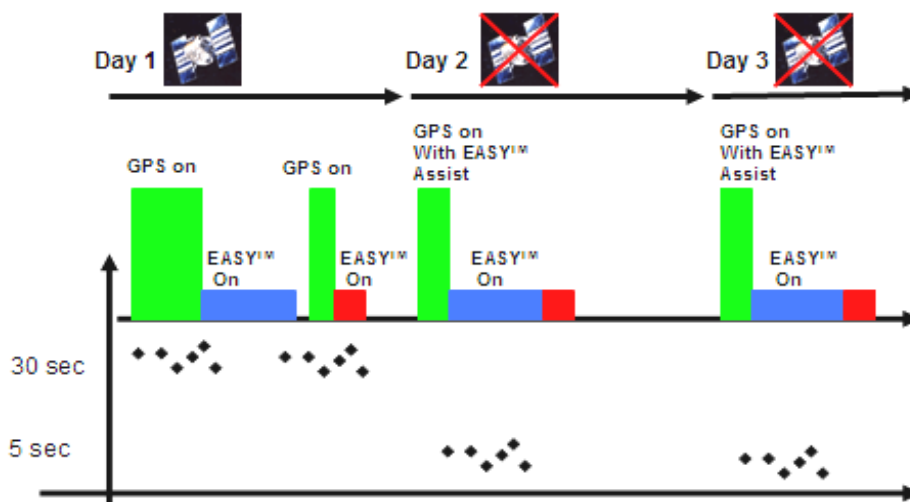 Day 1
Day 2
Day 3
GPS on
GPS on
GPS on
With EASY™
Assist
GPS on
With EASY™
Assist
EASY™
On
EASY™
On
EASY™
On
EASY™
On
30 sec
5 sec